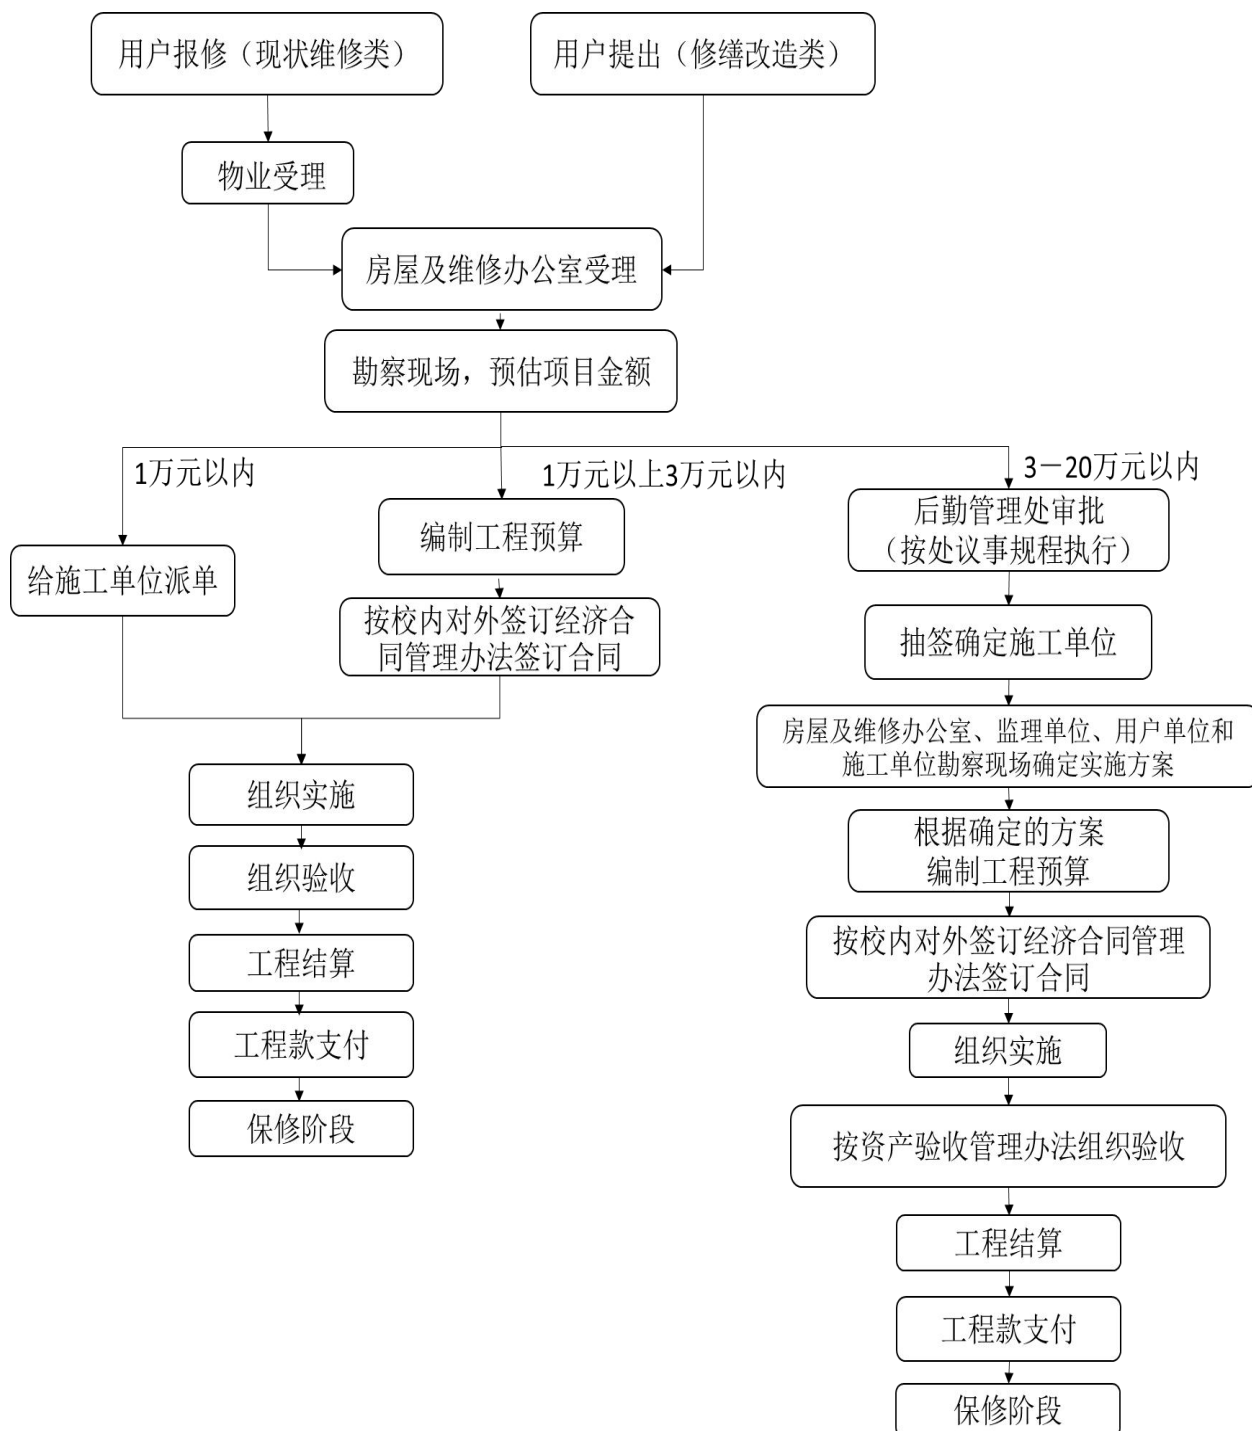 用户报修（现状维修类）
用户提出（修缮改造类）
物业受理
房屋及维修办公室受理
勘察现场，预估项目金额
1万元以内
1万元以上3万元以内
3－20万元以内
给施工单位派单
编制工程预算
按校内对外签订经济合
同管理办法签订合同
组织实施
组织验收
工程结算
工程款支付
保修阶段
后勤管理处审批
（按处议事规程执行）
抽签确定施工单位
房屋及维修办公室、监理单位、用户单位和
施工单位勘察现场确定实施方案
根据确定的方案
编制工程预算
按校内对外签订经济合同管理
办法签订合同
组织实施
按资产验收管理办法组织验收
工程结算
工程款支付
保修阶段